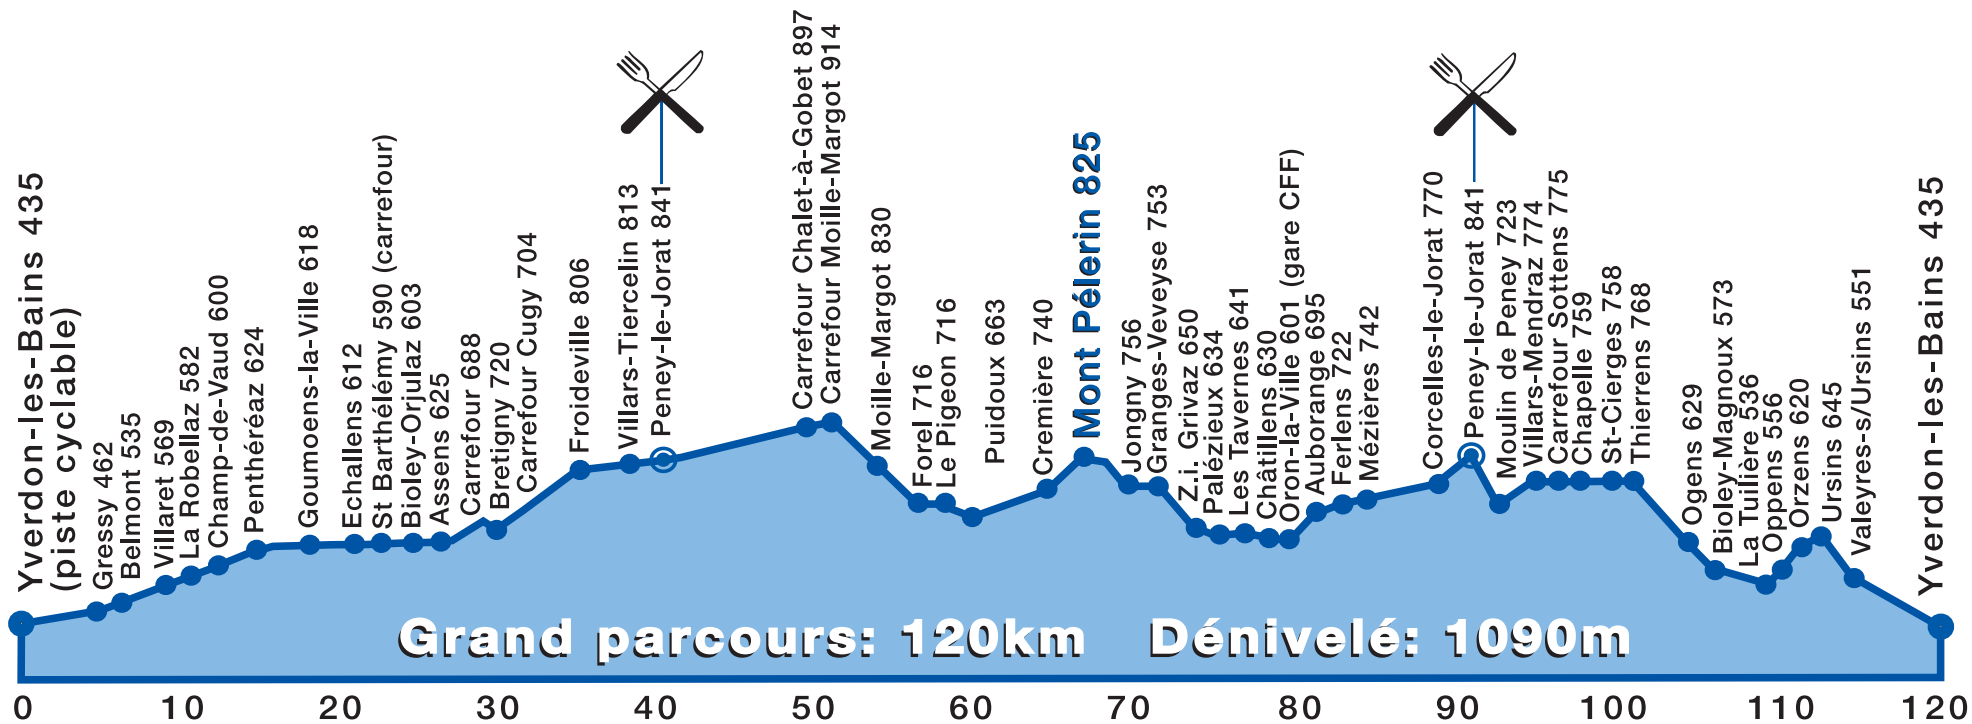 Yverdon-les-Bains 435
(piste cyclable)
Gressy 462
Belmont 535
Villaret 569
La Robellaz 582
Champ-de-Vaud 600
Penthéréaz 624
Goumoens-la-Ville 618
Echallens 612
St Barthélémy 590 (carrefour)
Bioley-Orjulaz 603
Assens 625
Carrefour 688
Bretigny 720
Carrefour Cugy 704
Froideville 806
Villars-Tiercelin 813
Peney-le-Jorat 841
Carrefour Chalet-à-Gobet 897
Carrefour Moille-Margot 914
Moille-Margot 830
Forel 716
Le Pigeon 716
Puidoux 663
Cremière 740
Mont Pélerin 825
Jongny 756
Granges-Veveyse 753
Z.i. Grivaz 650
Palézieux 634
Les Tavernes 641
Châtillens 630
Oron-la-Ville 601 (gare CFF)
Auborange 695
Ferlens 722
Mézières 742
Corcelles-le-Jorat 770
Peney-le-Jorat 841
Moulin de Peney 723
Villars-Mendraz 774
Carrefour Sottens 775
Chapelle 759
St-Cierges 758
Thierrens 768
Ogens 629
Bioley-Magnoux 573
La Tuilière 536
Oppens 556
Orzens 620
Ursins 645
Valeyres-s/Ursins 551
Yverdon-les-Bains 435
Grand parcours: 120km Dénivelé: 1090m
0 10 20 30 40 50 60 70 80 90 100 110 120